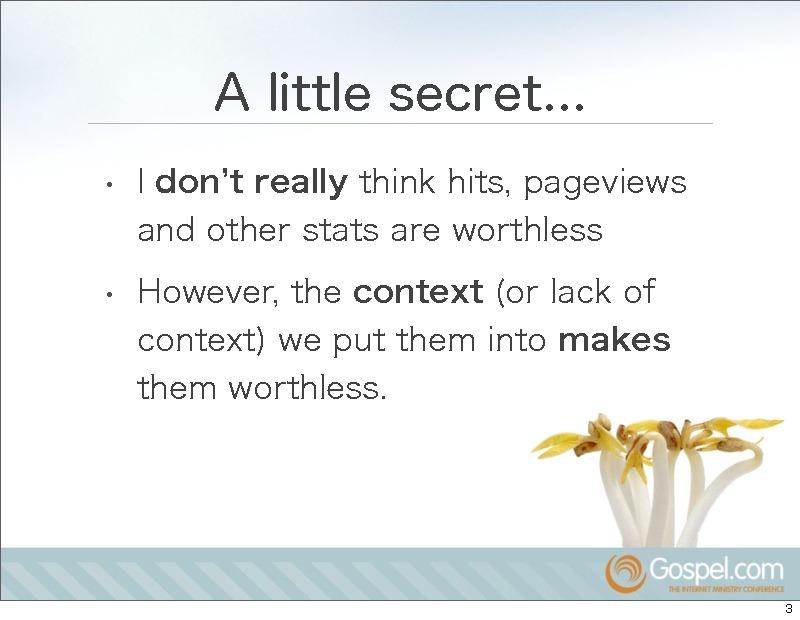 A little secret...
• I don't really think hits, pageviews
and other stats are worthless
• However, the context (or lack of
context) we put them into makes
them worthless.
Gospel.com
THE INTERNET MINISTRY CONFERENCE
3